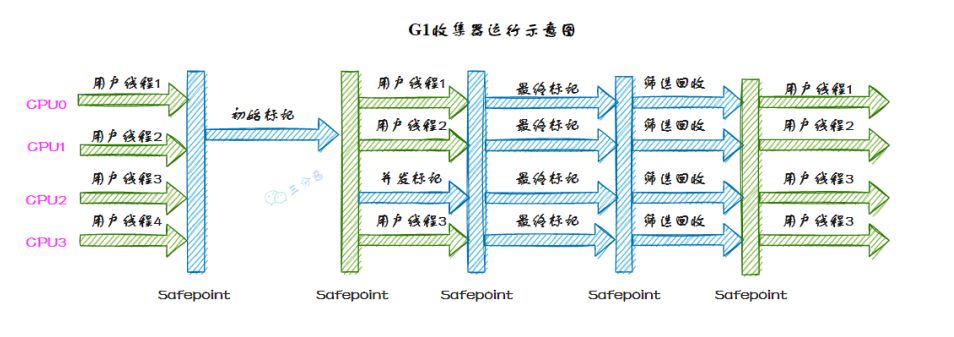 G1收集器运行示意图
CPU0 用户线程1 用户线程1 最终标记 筛选回收 用户线程1
初始标记
CPU1 用户线程2 用户线程2 最终标记 筛选回收 用户线程2
CPU2 用户线程3 并发标记 最终标记 筛选回收 用户线程3
CPU3 用户线程4 用户线程3 最终标记 筛选回收 用户线程3
三分恶
Safepoint Safepoint Safepoint Safepoint Safepoint